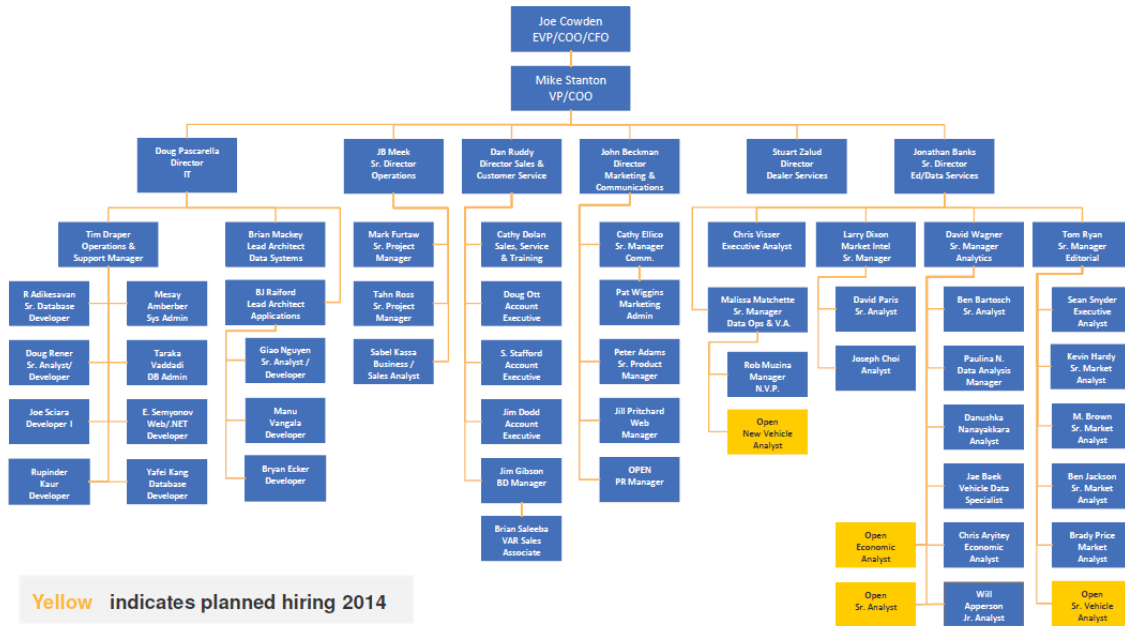 Joe Cowden
EVP/COO/CFO
Mike Stanton
VP/COO
Doug Pascarella
Director
IT
JB Meek
Sr. Director
Operations
Dan Ruddy
Director Sales &
Customer Service
John Beckman
Director
Marketing &
Communications
Stuart Zalud
Director
Dealer Services
Jonathan Banks
Sr. Director
Ed/Data Services
Tim Draper
Operations &
Support Manager
Brian Mackey
Lead Architect
Data Systems
Mark Furtaw
Sr. Project
Manager
Cathy Dolan
Sales, Service
& Training
Cathy Ellico
Sr. Manager
Comm.
Chris Visser
Executive Analyst
Larry Dixon
Market Intel
Sr. Manager
David Wagner
Sr. Manager
Analytics
Tom Ryan
Sr. Manager
Editorial
R Adikesavan
Sr. Database
Developer
Mesay
Amberber
Sys Admin
BJ Raiford
Lead Architect
Applications
Tahn Ross
Sr. Project
Manager
Doug Ott
Account
Executive
Pat Wiggins
Marketing
Admin
Malissa Matchette
Sr. Manager
Data Ops & V.A.
David Paris
Sr. Analyst
Ben Bartosch
Sr. Analyst
Sean Snyder
Executive
Analyst
Doug Rener
Sr. Analyst/
Developer
Taraka
Vaddadi
DB Admin
Giao Nguyen
Sr. Analyst /
Developer
Sabel Kassa
Business /
Sales Analyst
S. Stafford
Account
Executive
Peter Adams
Sr. Product
Manager
Rob Muzina
Manager
N.V.P.
Joseph Choi
Analyst
Paulina N.
Data Analysis
Manager
Kevin Hardy
Sr. Market
Analyst
Joe Sciara
Developer I
E. Semyonov
Web/.NET
Developer
Manu
Vangala
Developer
Jim Dodd
Account
Executive
Jill Pritchard
Web
Manager
Open
New Vehicle
Analyst
Danushka
Nanayakkara
Analyst
M. Brown
Sr. Market
Analyst
Rupinder
Kaur
Developer
Yafei Kang
Database
Developer
Bryan Ecker
Developer
Jim Gibson
BD Manager
OPEN
PR Manager
Jae Baek
Vehicle Data
Specialist
Ben Jackson
Sr. Market
Analyst
Brian Saleeba
VAR Sales
Associate
Open
Economic
Analyst
Chris Aryitey
Economic
Analyst
Brady Price
Market
Analyst
Open
Sr. Analyst
Will
Apperson
Jr. Analyst
Open
Sr. Vehicle
Analyst
Yellow indicates planned hiring 2014